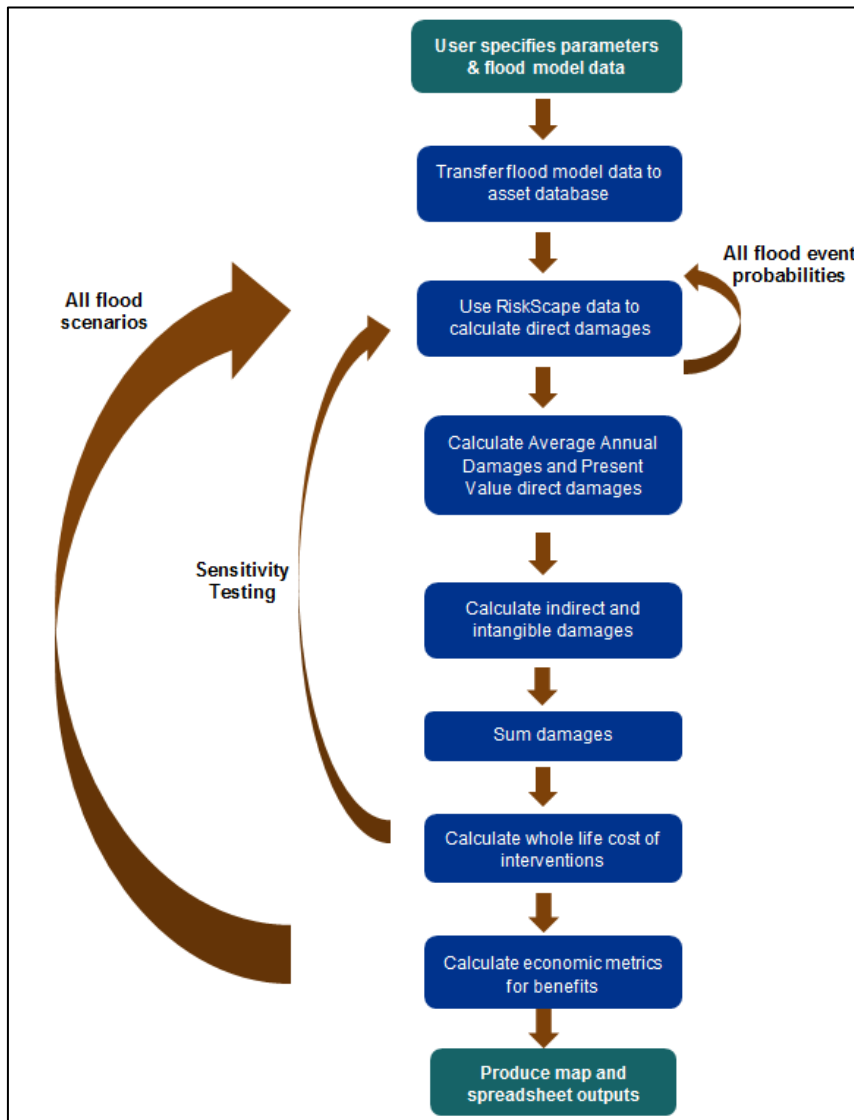 User specifies parameters
& flood model data
Transfer flood model data to
asset database
All flood event
probabilities
All flood
scenarios
Use RiskScape data to
calculate direct damages
Calculate Average Annual
Damages and Present
Value direct damages
Sensitivity
Testing
Calculate indirect and
intangible damages
Sum damages
Calculate whole life cost of
interventions
Calculate economic metrics
for benefits
Produce map and
spreadsheet outputs